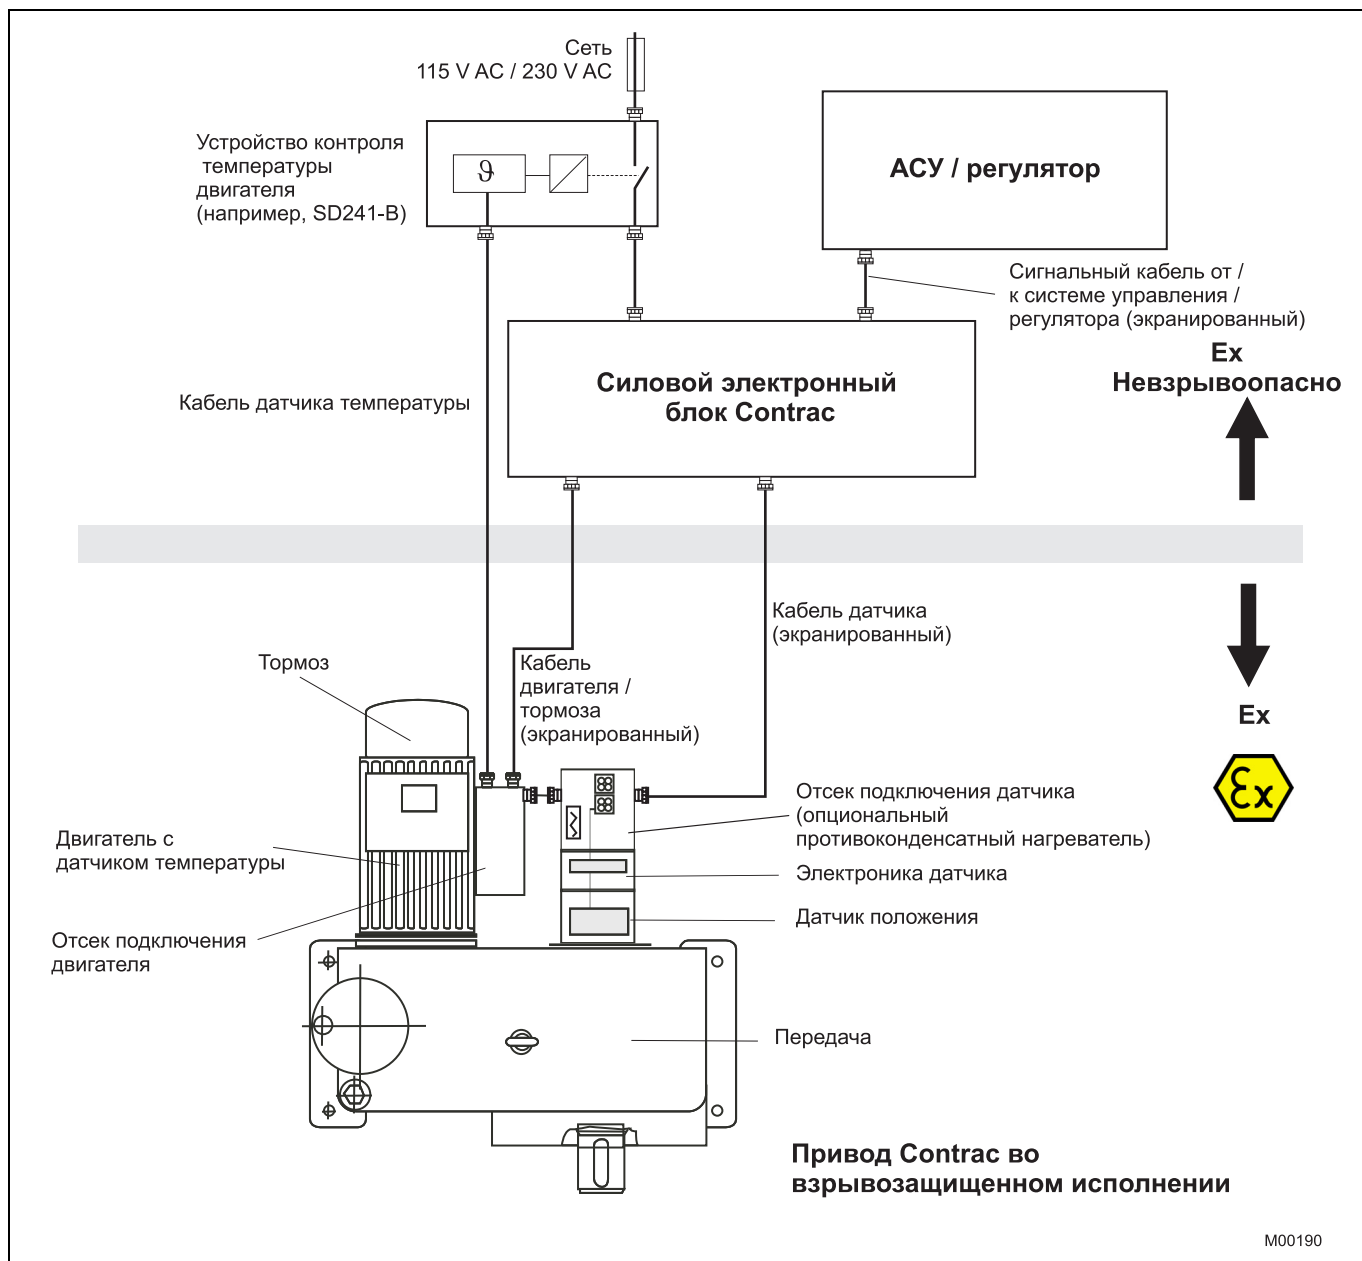 Сеть
115 V AC / 230 V AC
Устройство контроля
температуры
двигателя
(например, SD241-B)
ϑ
АСУ / регулятор
Сигнальный кабель от /
к системе управления /
регулятора (экранированный)
Ex
Невзрывоопасно
Силовой электронный
блок Contrac
Кабель датчика температуры
Кабель датчика
(экранированный)
Тормоз
Кабель
двигателя /
тормоза
(экранированный)
Ex
εx
Отсек подключения датчика
(опциональный
противоконденсатный нагреватель)
Двигатель с
датчиком температуры
Электроника датчика
Датчик положения
Отсек подключения
двигателя
Передача
Привод Contrac во
взрывозащищенном исполнении
M00190